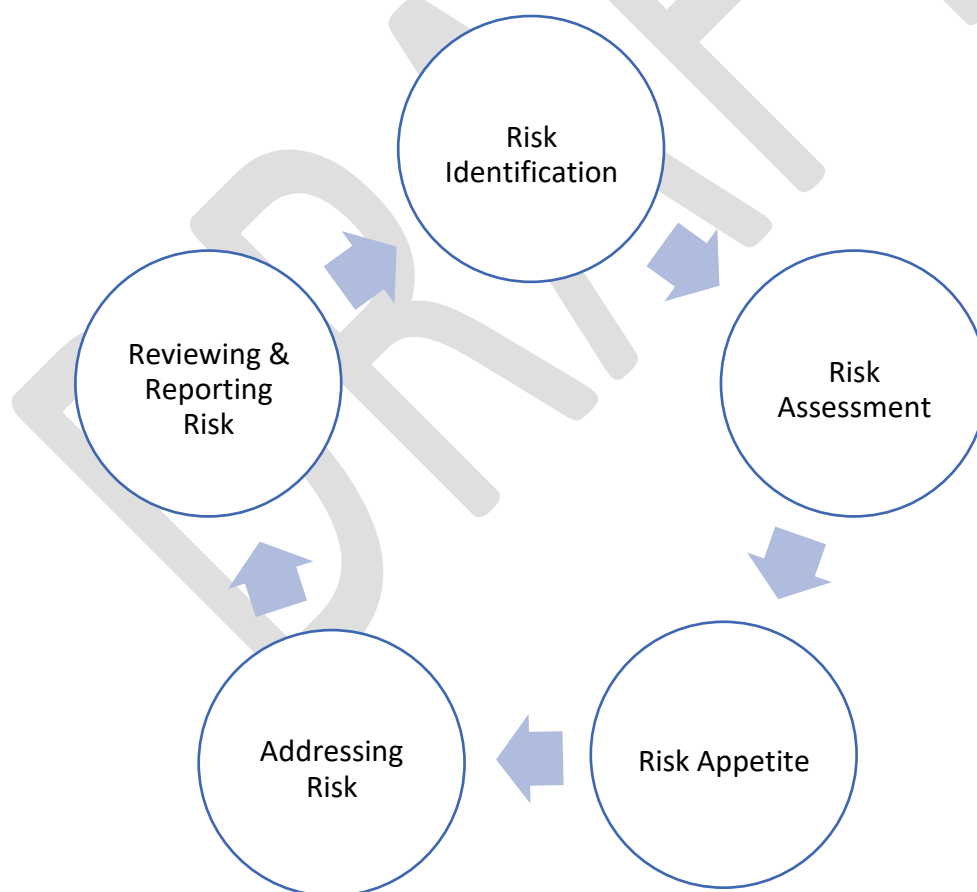 Risk
Identification
Risk
Assessment
Risk Appetite
Addressing
Risk
Reviewing &
Reporting
Risk
DRAFT